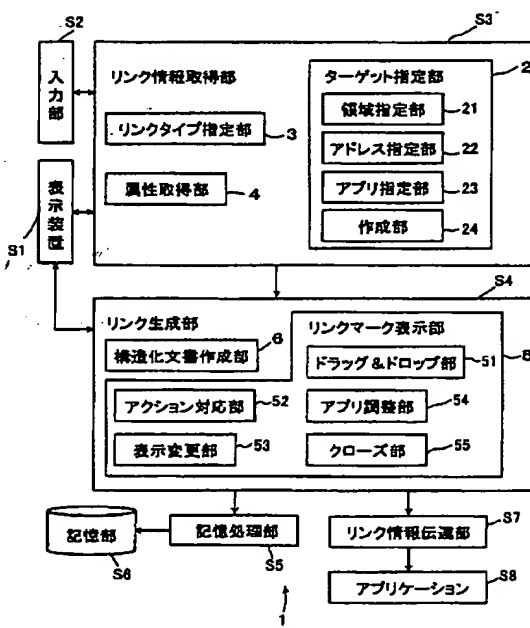 S2
S3
入力部
リンク情報取得部
ターゲット指定部
2
領域指定部
21
リンクタイプ指定部
3
アドレス指定部
22
表示装置
属性取得部
4
アプリ指定部
23
作成部
24
S1
S4
リンク生成部
リンクマーク表示部
構造化文書作成部
6
ドラッグ&ドロップ部
51
アクション対応部
52
アプリ調整部
54
表示変更部
53
クローズ部
55
記憶部
S6
記憶処理部
S5
リンク情報伝達部
S7
アプリケーション
S8
1